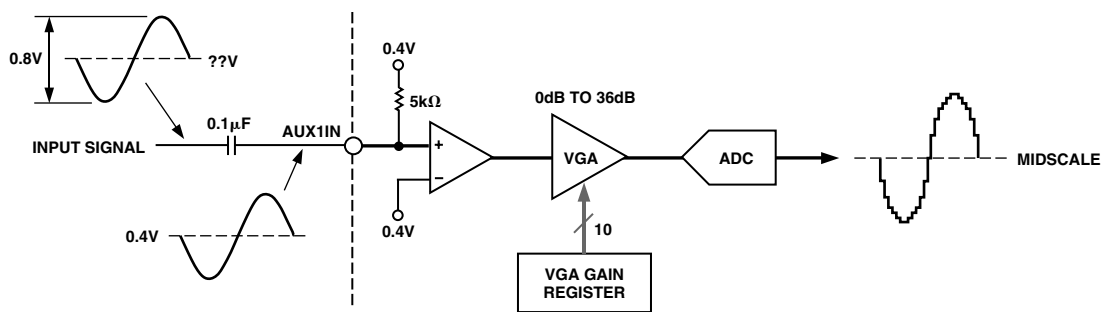 0.8V
??V
0.4V
5kΩ
0dB TO 36dB
0.1μF
AUX1IN
INPUT SIGNAL
+
–
VGA
ADC
MIDSCALE
0.4V
0.4V
10
VGA GAIN
REGISTER